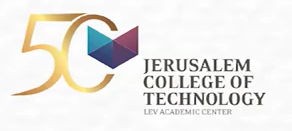 50
JERUSALEM
COLLEGE OF
TECHNOLOGY
LEV ACADEMIC CENTER